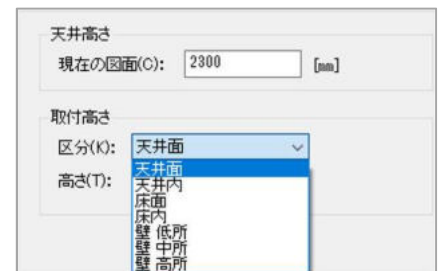 天井高さ
現在の図面(C): 2300 [mm]
取付高さ
区分(K): 天井面
天井面
高さ(T): 天井内
床面
床内
壁 低所
壁 中所
壁 高所